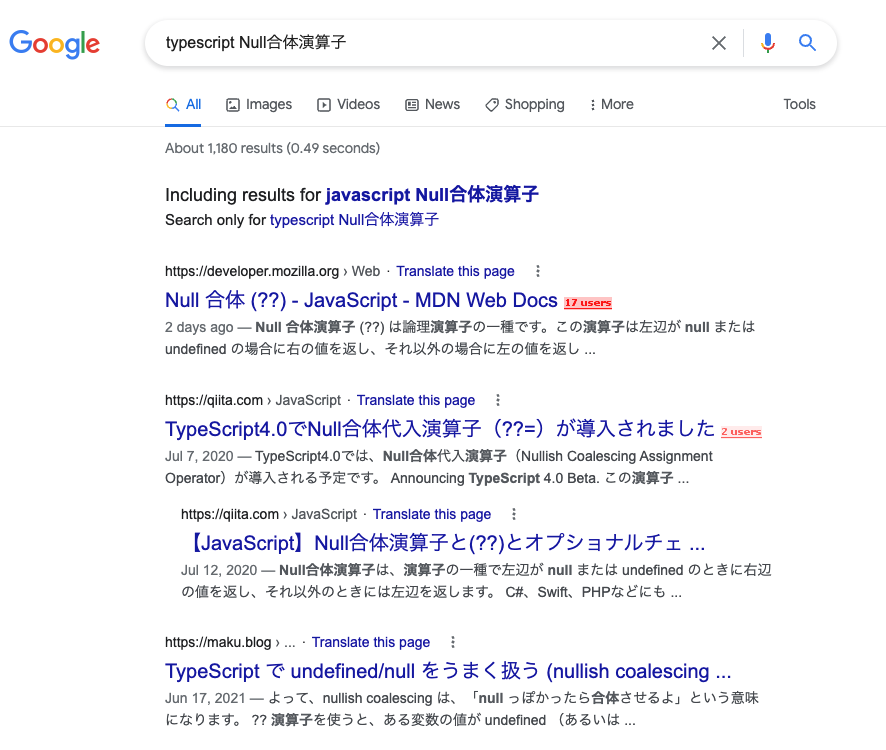 Google
typescript Null合体演算子
All Images Videos News Shopping More Tools
About 1,180 results (0.49 seconds)
Including results for javascript Null合体演算子
Search only for typescript Null合体演算子
https://developer.mozilla.org › Web · Translate this page
Null 合体 (??) - JavaScript - MDN Web Docs 17 users
2 days ago — Null 合体演算子 (??) は論理演算子の一種です。この演算子は左辺が null または
undefined の場合に右の値を返し、それ以外の場合に左の値を返し ...
https://qiita.com › JavaScript · Translate this page
TypeScript4.0でNull合体代入演算子（??=）が導入されました 2 users
Jul 7, 2020 — TypeScript4.0では、Null合体代入演算子（Nullish Coalescing Assignment
Operator）が導入される予定です。 Announcing TypeScript 4.0 Beta. この演算子 ...
https://qiita.com › JavaScript · Translate this page
【JavaScript】Null合体演算子と(??)とオプショナルチェ ...
Jul 12, 2020 — Null合体演算子は、演算子の一種で左辺が null または undefined のときに右辺
の値を返し、それ以外のときには左辺を返します。 C#、Swift、PHPなどにも ...
https://maku.blog › ... · Translate this page
TypeScript で undefined/null をうまく扱う (nullish coalescing ...
Jun 17, 2021 — よって、nullish coalescing は、「null っぽかったら合体させるよ」という意味
になります。 ?? 演算子を使うと、ある変数の値が undefined （あるいは ...